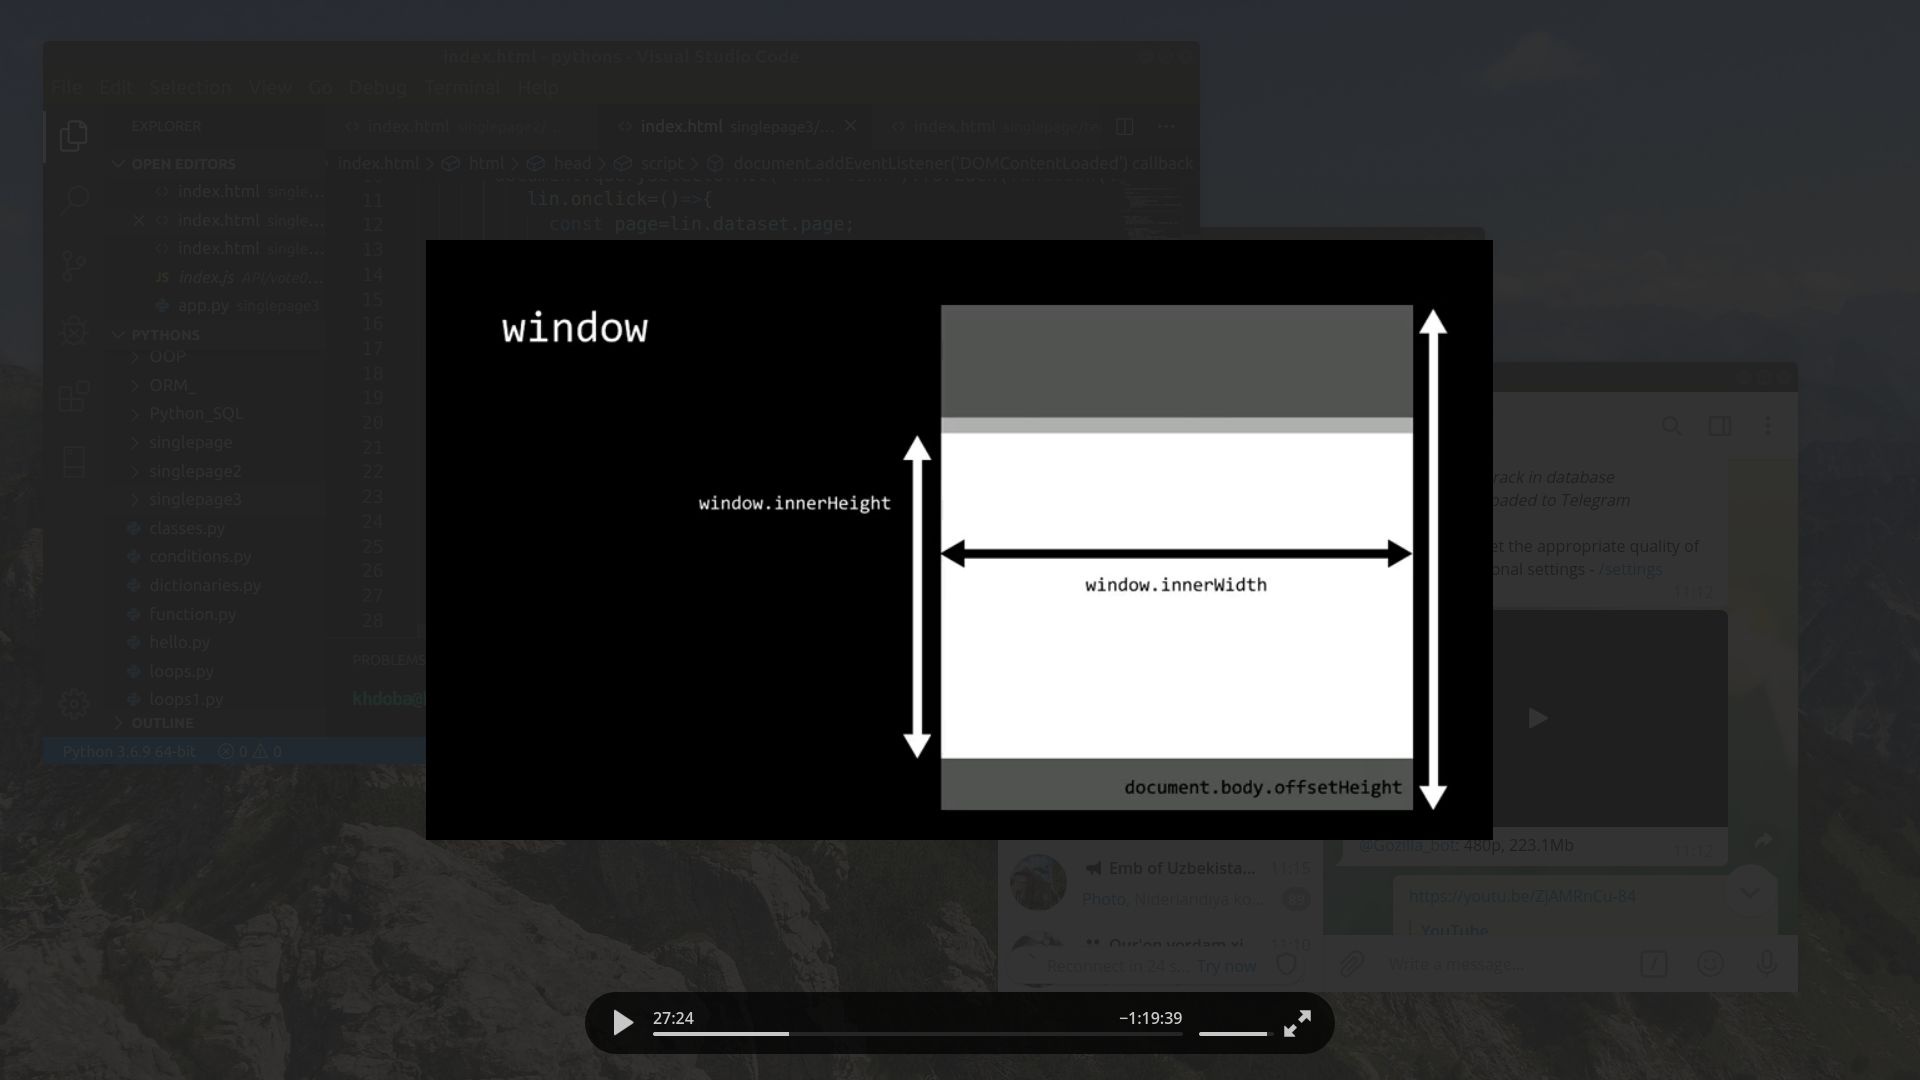 index.html - pythons - Visual Studio Code
File Edit Selection View Go Debug Terminal Help
EXPLORER
index.html singlepage2/...
index.html singlepage3/...
index.html
OPEN EDITORS
index.html > html > head > script > document.addEventListener('DOMContentLoaded') callback
index.html single...
index.html single...
index.html single...
JS index.js API/vote0...
app.py singlepage3
PYTHONS
OOP
ORM_
Python_SQL
singlepage
singlepage2
singlepage3
classes.py
conditions.py
dictionaries.py
function.py
hello.py
loops.py
loops1.py
OUTLINE
Python 3.6.9 64-bit 0 0
11 lin.onclick=()=>{
12 const page=lin.dataset.page;
13
14
15
16
17
18
19
20
21
22
23
24
25
26
27
28
PROBLEMS
khdoba@
window
window.innerHeight
window.innerWidth
document.body.offsetHeight
rack in database
aded to Telegram
et the appropriate quality of
onal settings - /settings
11:12
@Gozilla_bot: 480p, 223.1Mb
11:12
https://youtu.be/ZjAMRnCu-84
YouTube
Emb of Uzbekista... 11:15
Photo, Niderlandiya ko...
Qur'on yordam xi... 11:10
Reconnect in 24 s... Try now
Write a message...
27:24
−1:19:39